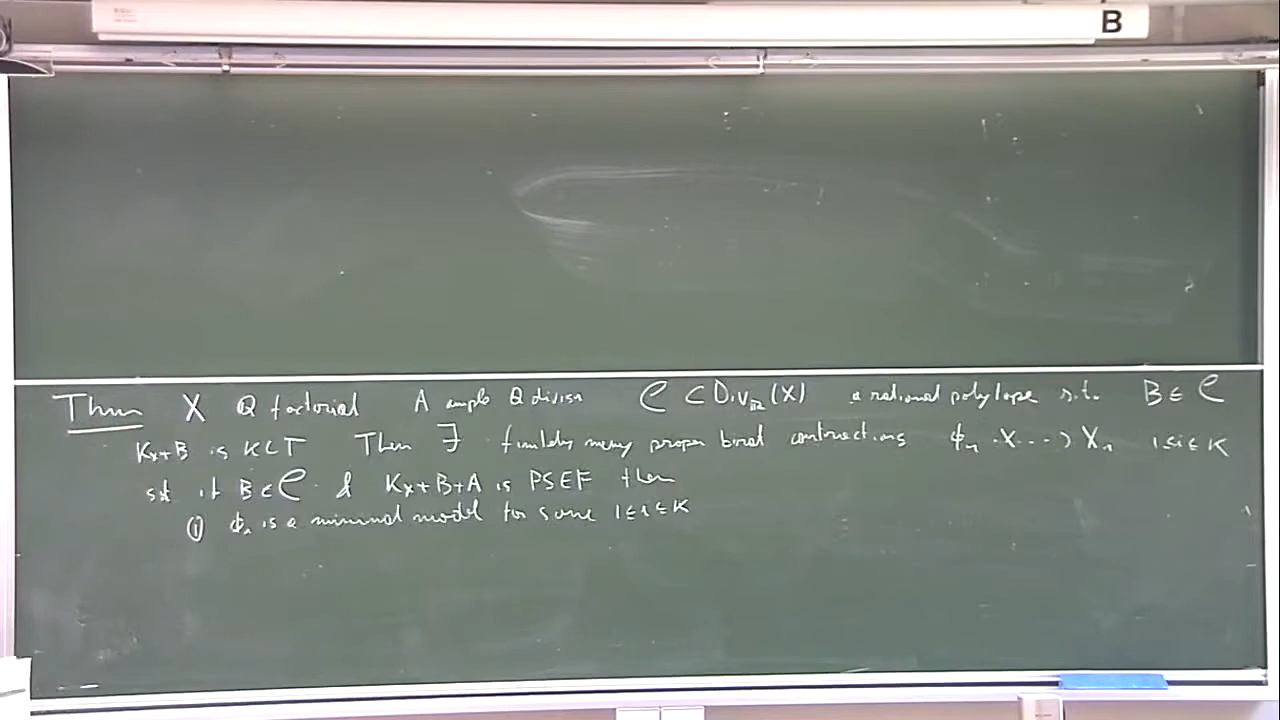 B
Thm X Q factorial A ample Q divisor C ⊂ Div_ℝ(X) a rational polytope s.t. B ∈ C
K_X+B is KLT Then ∃ finitely many proper birat contractions ϕ_i : X ⇢ X_i 1≤i≤K
st if B ∈ C & K_X+B+A is PSEF then
① ϕ_i is a minimal model for some 1≤i≤K